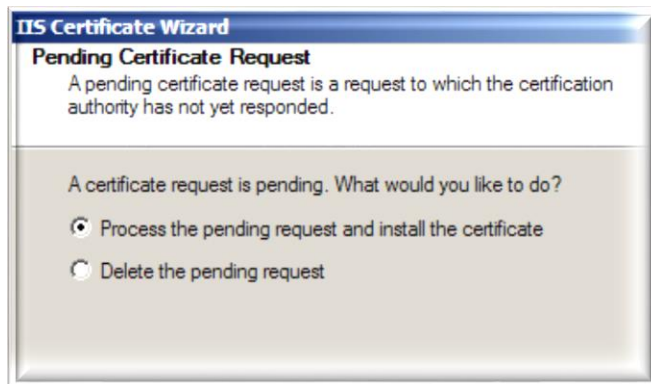 IIS Certificate Wizard
Pending Certificate Request
A pending certificate request is a request to which the certification
authority has not yet responded.
A certificate request is pending. What would you like to do?
Process the pending request and install the certificate
Delete the pending request